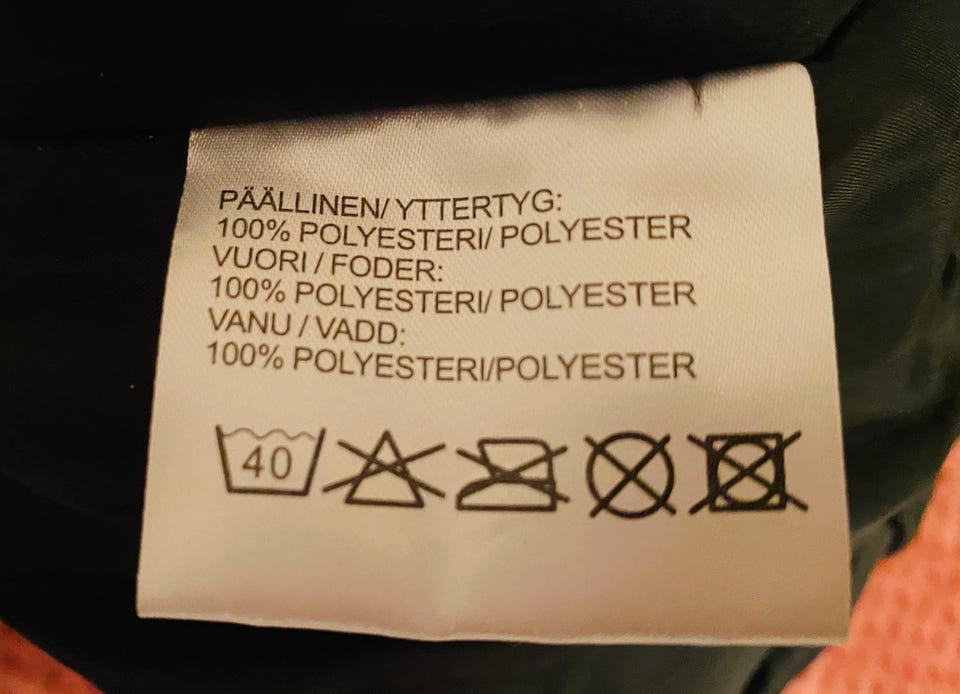 PÄÄLLINEN/ YTTERTYG:
100% POLYESTERI/ POLYESTER
VUORI / FODER:
100% POLYESTERI/ POLYESTER
VANU / VADD:
100% POLYESTERI/POLYESTER
40